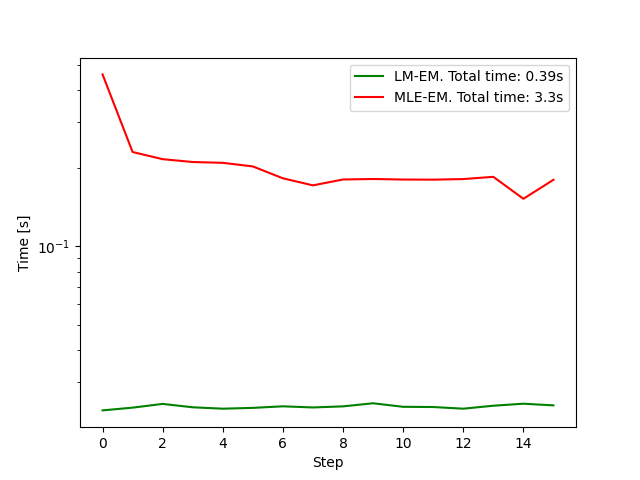 LM-EM. Total time: 0.39s
MLE-EM. Total time: 3.3s
Time [s]
10⁻¹
0 2 4 6 8 10 12 14
Step